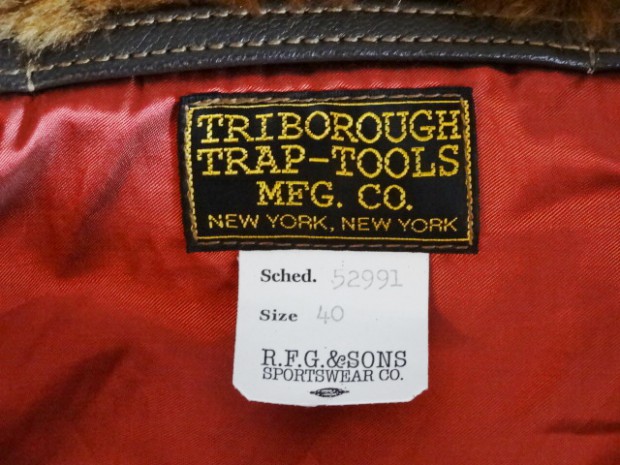 TRIBOROUGH
TRAP-TOOLS
MFG. CO.
NEW YORK, NEW YORK
Sched. 52991
Size 40
R.F.G.&SONS
SPORTSWEAR CO.